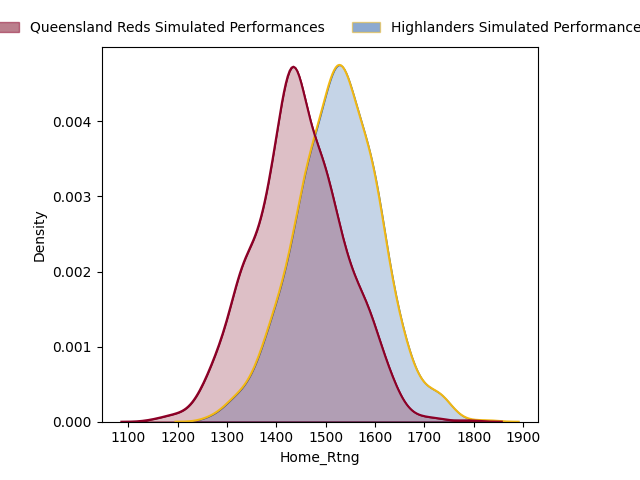 Queensland Reds Simulated Performances
Highlanders Simulated Performance
Density
0.004
0.003
0.002
0.001
0.000
1100 1200 1300 1400 1500 1600 1700 1800 1900
Home_Rtng